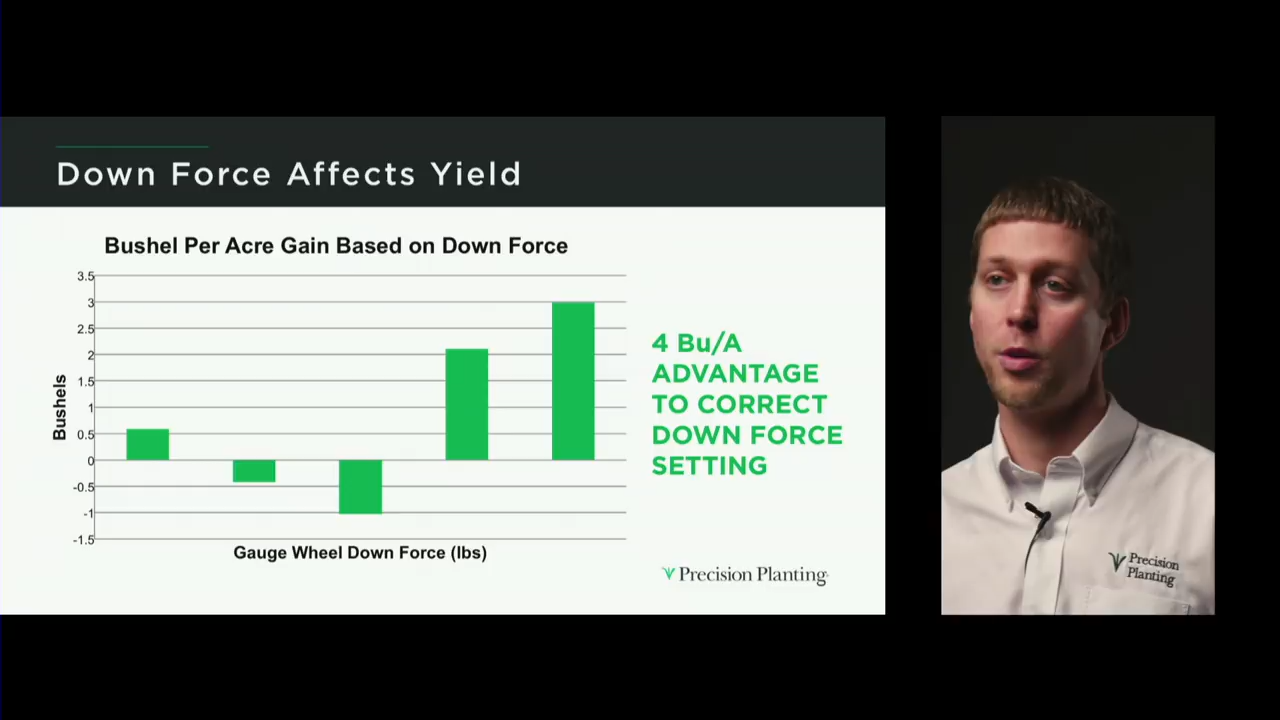 Down Force Affects Yield
Bushel Per Acre Gain Based on Down Force
3.5
3
2.5
2
1.5
1
0.5
0
-0.5
-1
-1.5
Bushels
Gauge Wheel Down Force (lbs)
4 Bu/A
ADVANTAGE
TO CORRECT
DOWN FORCE
SETTING
Precision Planting
Precision
Planting